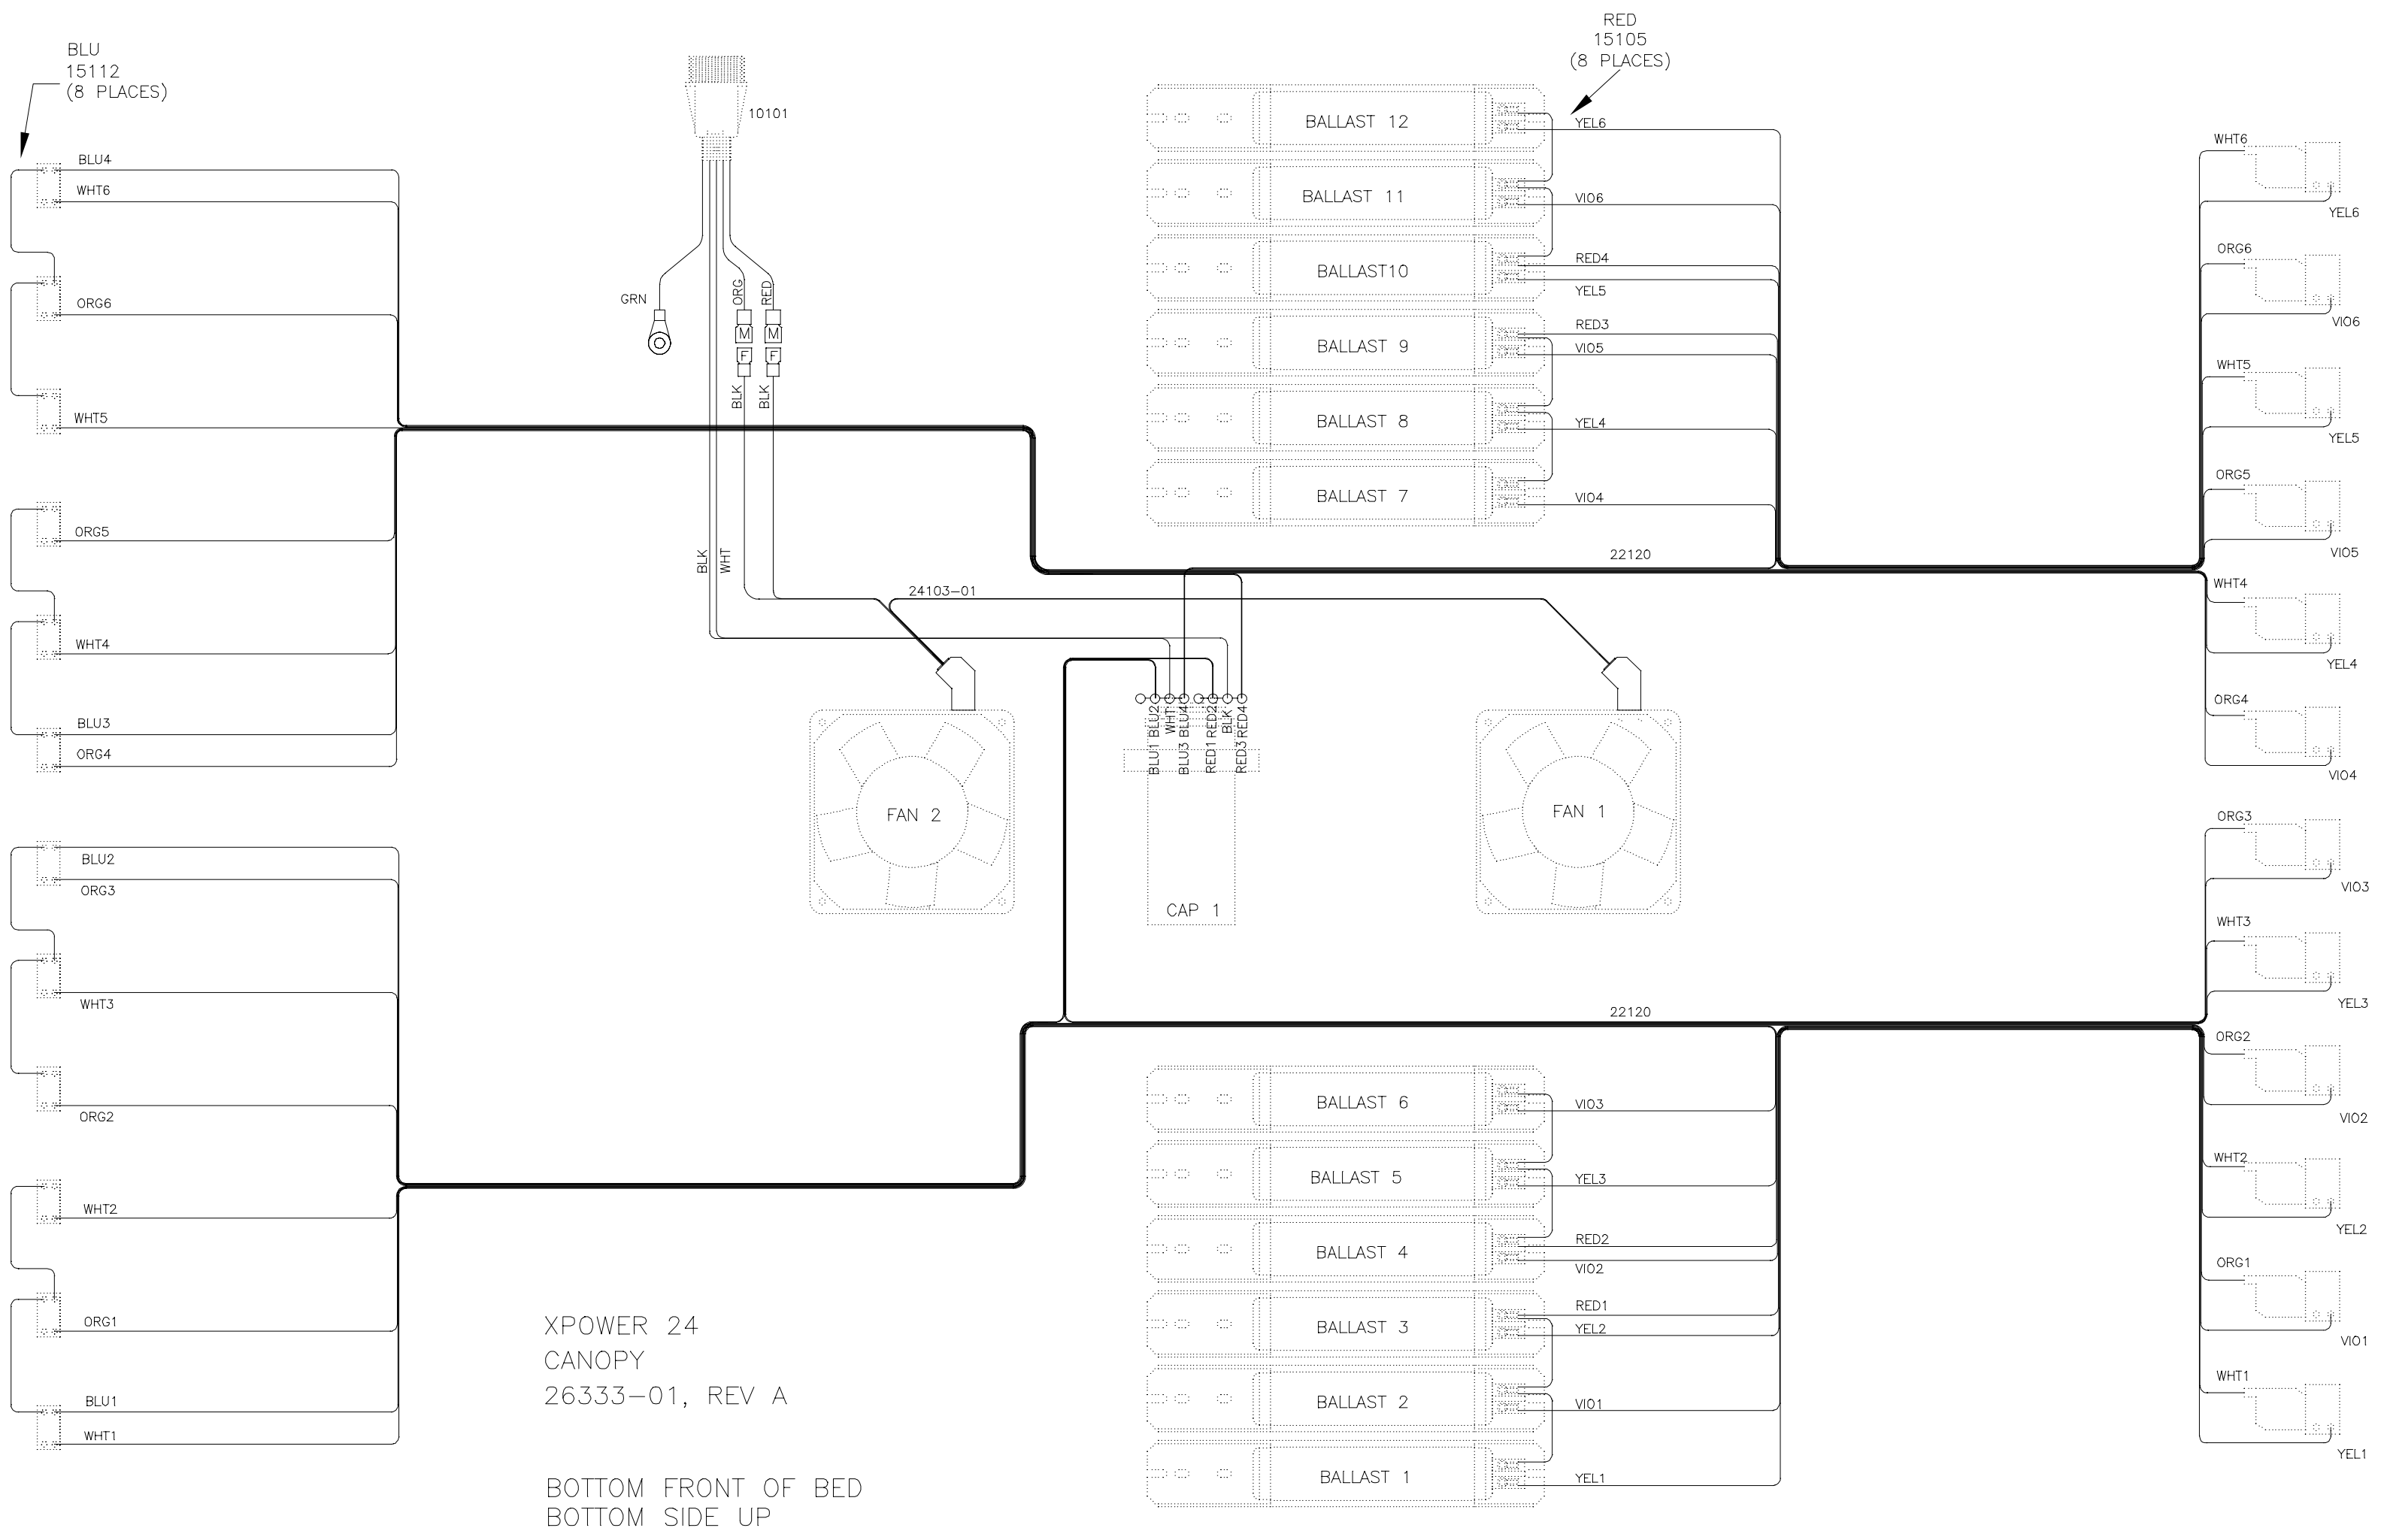 BLU
15112
(8 PLACES)
BLU4
WHT6
ORG6
WHT5
ORG5
WHT4
BLU3
ORG4
BLU2
ORG3
WHT3
ORG2
WHT2
ORG1
BLU1
WHT1
10101
GRN
ORG
RED
M
M
F
F
BLK
BLK
BLK
WHT
24103-01
FAN 2
BLU1 BLU2
WHT
BLU3 BLU4
RED1 RED2
BLK
RED3 RED4
CAP 1
FAN 1
RED
15105
(8 PLACES)
BALLAST 12
YEL6
BALLAST 11
VIO6
BALLAST10
RED4
YEL5
BALLAST 9
RED3
VIO5
BALLAST 8
YEL4
BALLAST 7
VIO4
22120
22120
BALLAST 6
VIO3
BALLAST 5
YEL3
BALLAST 4
RED2
VIO2
BALLAST 3
RED1
YEL2
BALLAST 2
VIO1
BALLAST 1
YEL1
WHT6
YEL6
ORG6
VIO6
WHT5
YEL5
ORG5
VIO5
WHT4
YEL4
ORG4
VIO4
ORG3
VIO3
WHT3
YEL3
ORG2
VIO2
WHT2
YEL2
ORG1
VIO1
WHT1
YEL1
XPOWER 24
CANOPY
26333-01, REV A
BOTTOM FRONT OF BED
BOTTOM SIDE UP